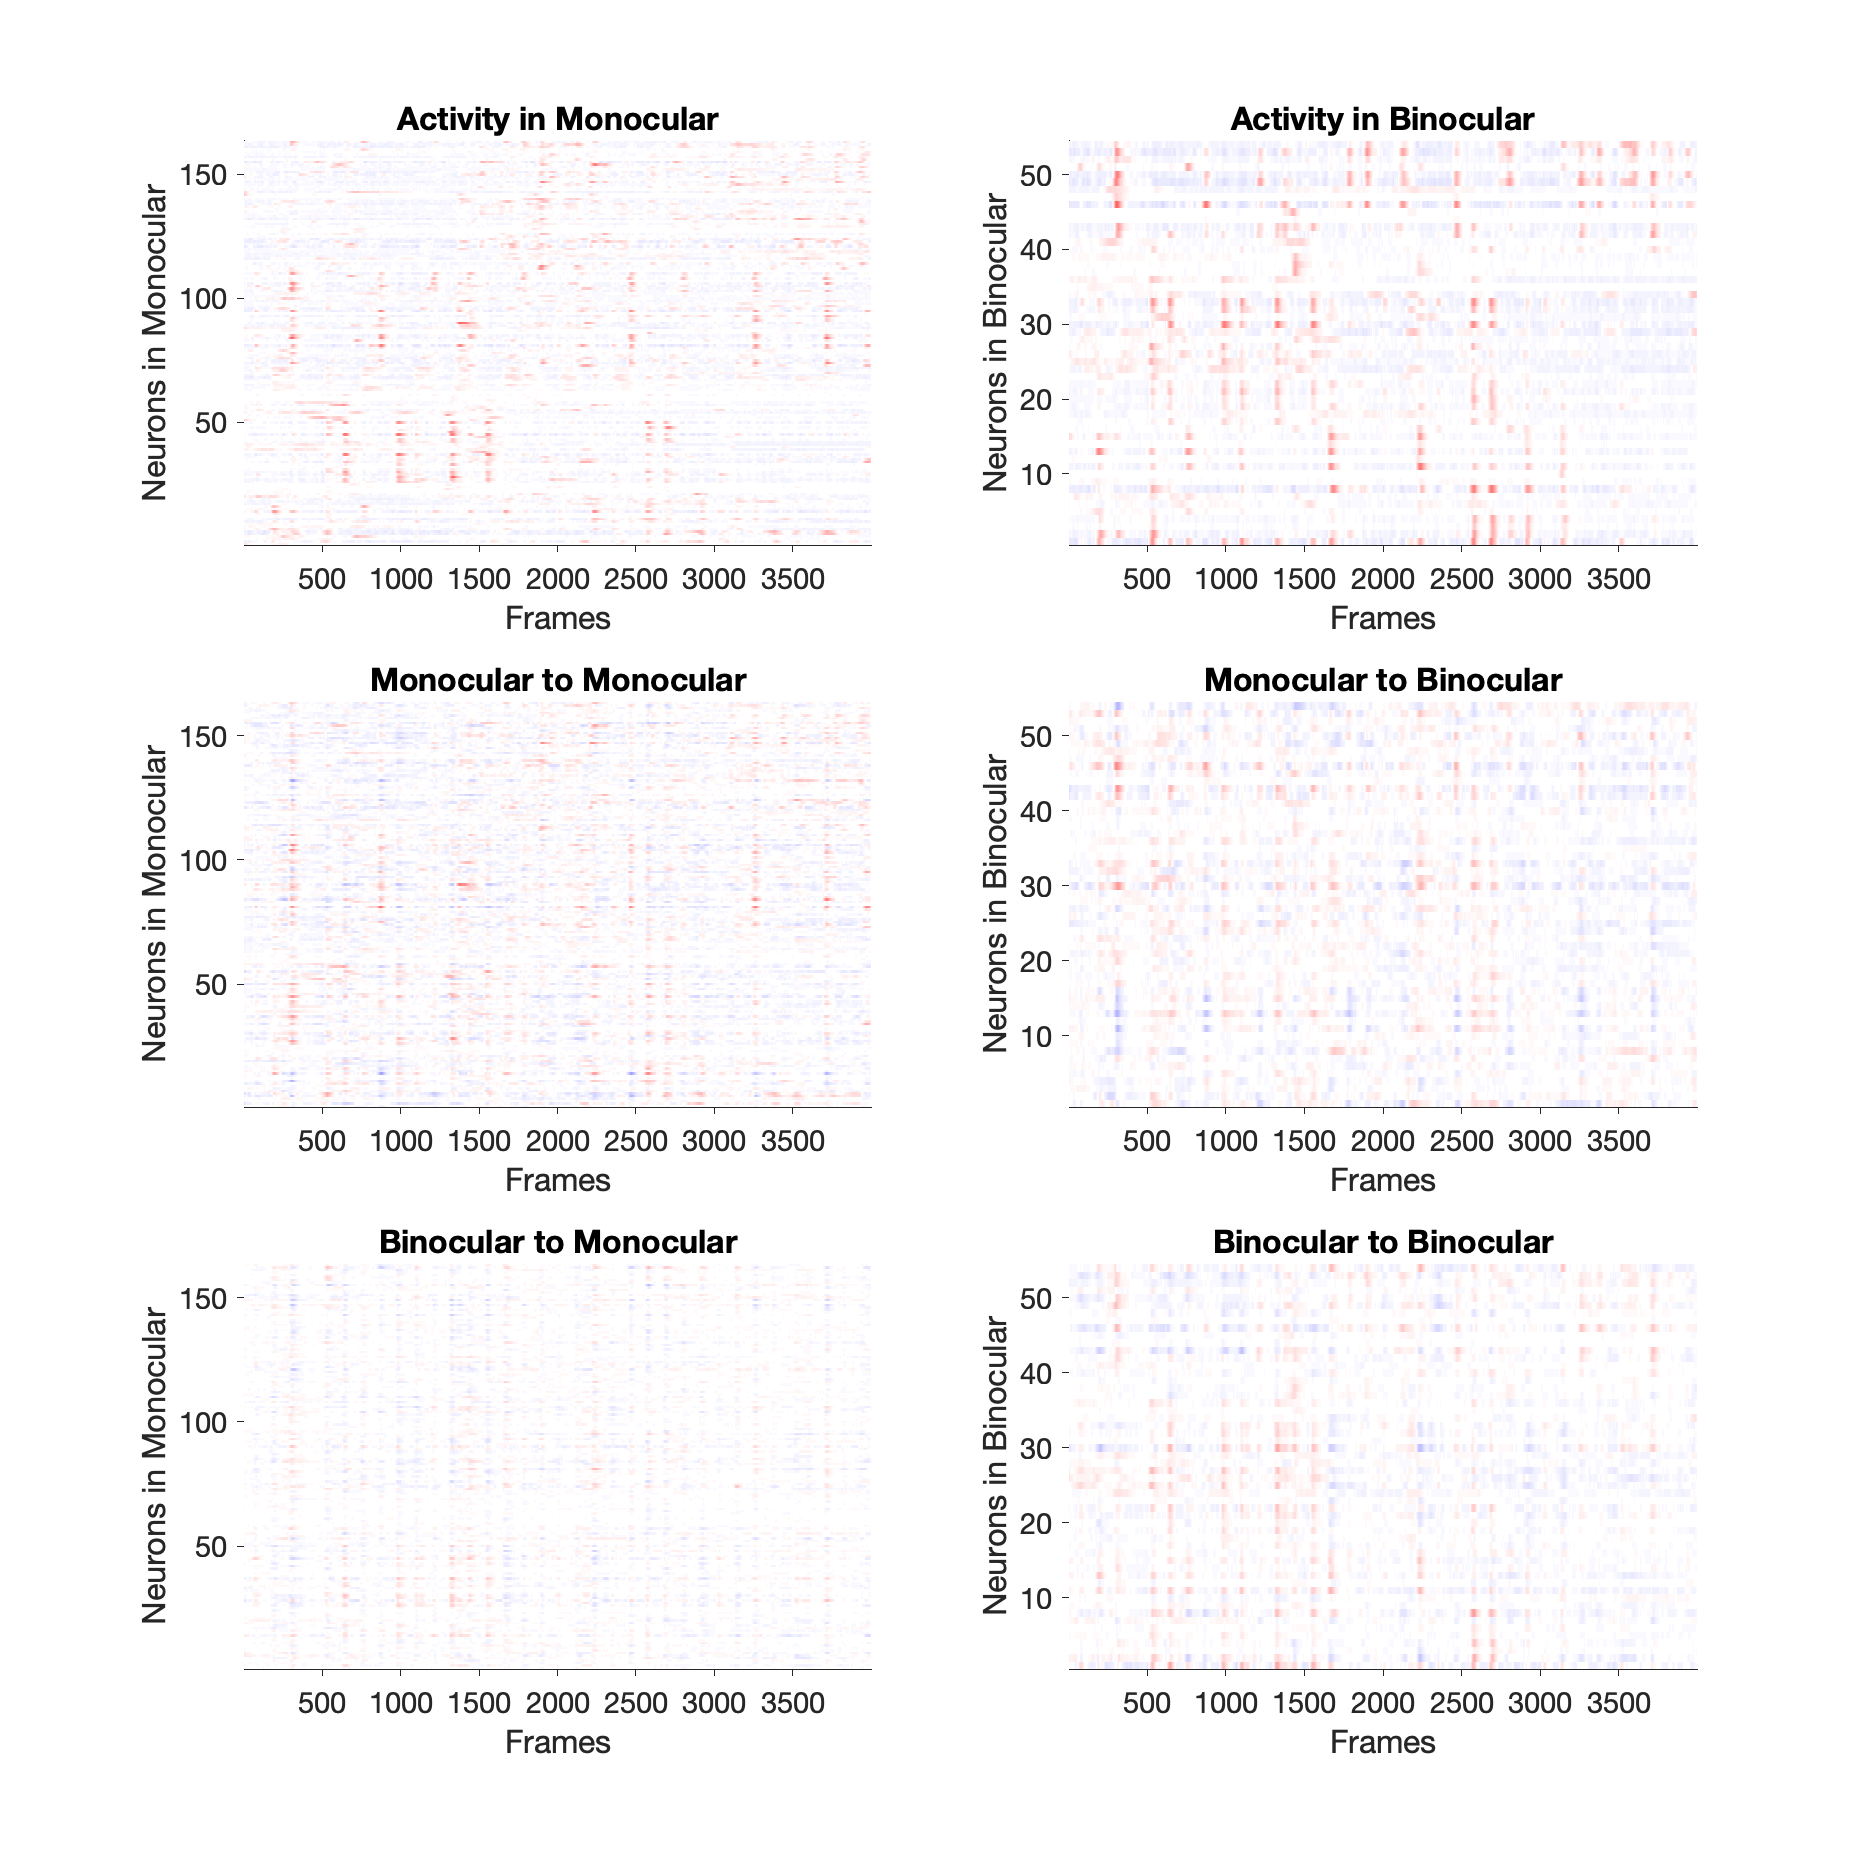 Activity in Monocular
Neurons in Monocular
150
100
50
500 1000 1500 2000 2500 3000 3500
Frames
Activity in Binocular
Neurons in Binocular
50
40
30
20
10
500 1000 1500 2000 2500 3000 3500
Frames
Monocular to Monocular
Neurons in Monocular
150
100
50
500 1000 1500 2000 2500 3000 3500
Frames
Monocular to Binocular
Neurons in Binocular
50
40
30
20
10
500 1000 1500 2000 2500 3000 3500
Frames
Binocular to Monocular
Neurons in Monocular
150
100
50
500 1000 1500 2000 2500 3000 3500
Frames
Binocular to Binocular
Neurons in Binocular
50
40
30
20
10
500 1000 1500 2000 2500 3000 3500
Frames